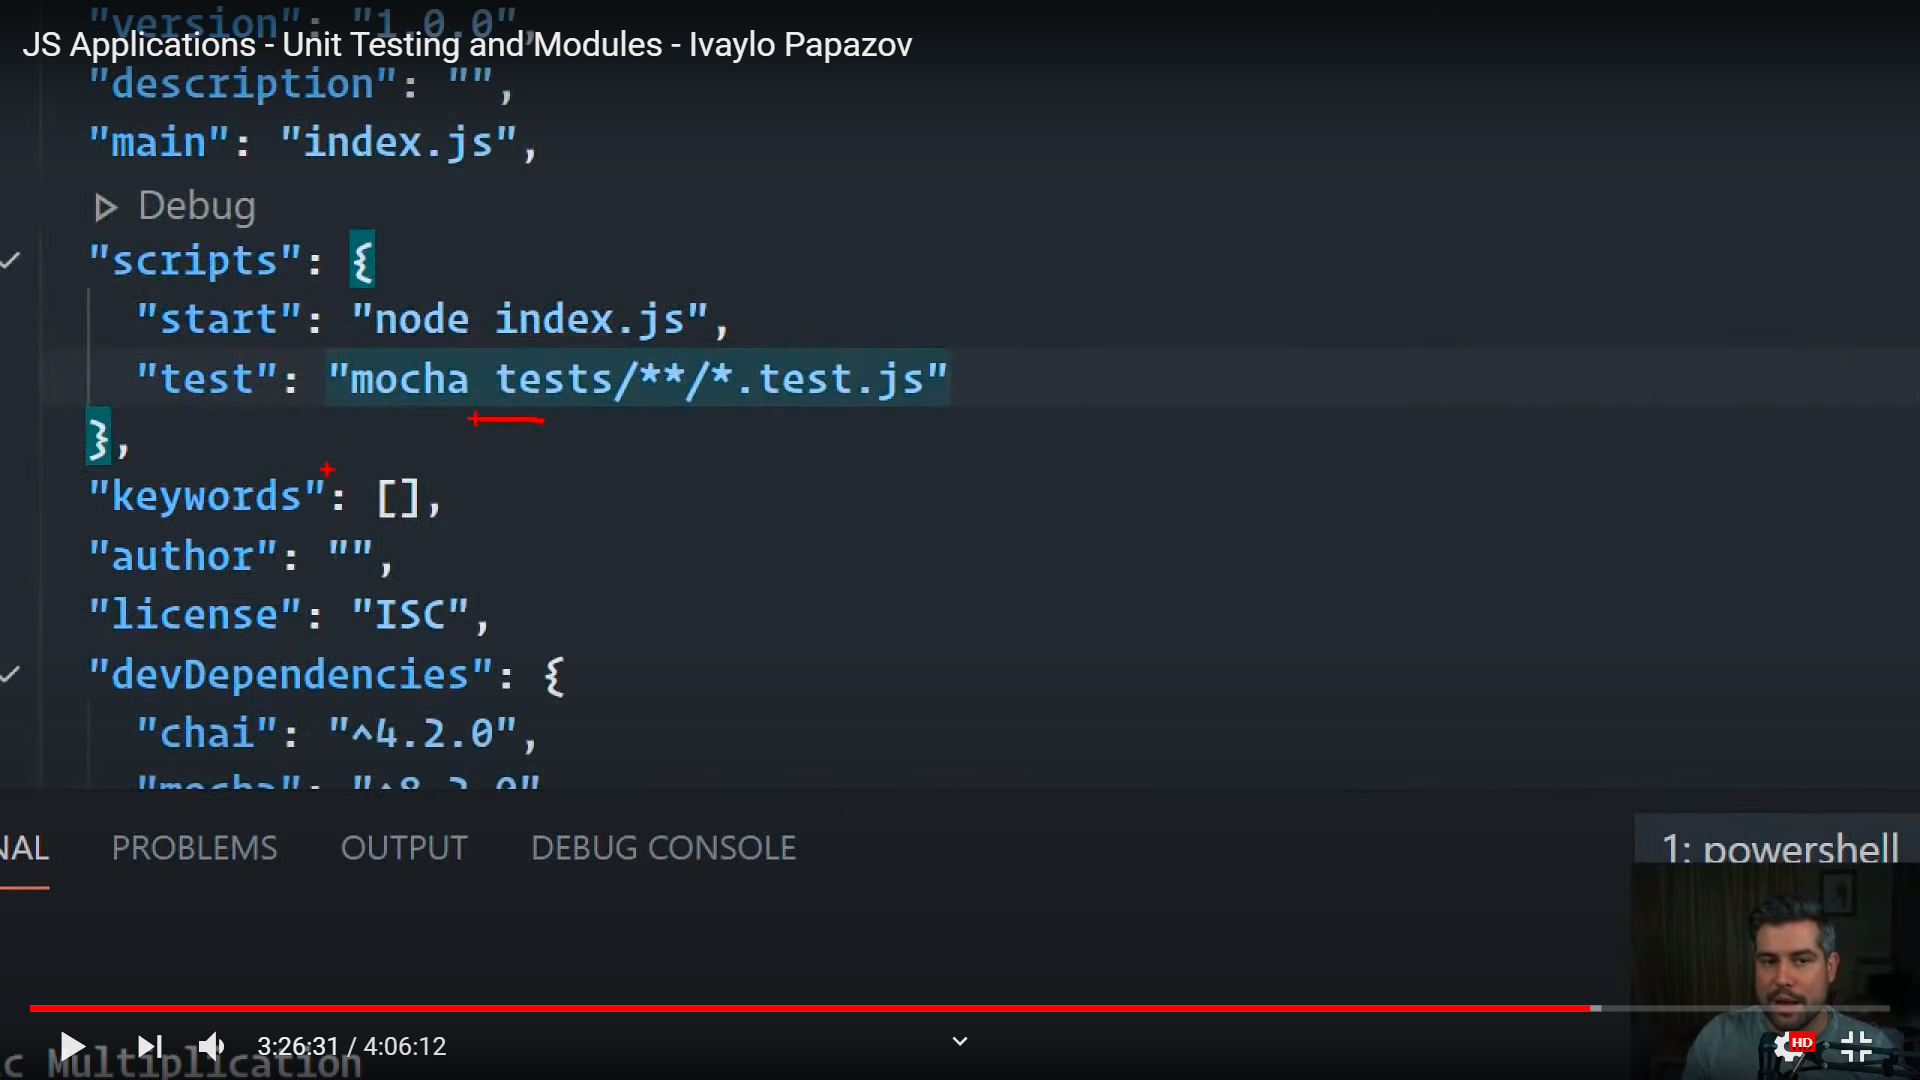 "version": "1.0.0",
JS Applications - Unit Testing and Modules - Ivaylo Papazov
"description": "",
"main": "index.js",
Debug
"scripts": {
"start": "node index.js",
"test": "mocha tests/**/*.test.js"
},
"keywords": [],
"author": "",
"license": "ISC",
"devDependencies": {
"chai": "^4.2.0",
"mocha": "^8.2.0"
NAL PROBLEMS OUTPUT DEBUG CONSOLE 1: powershell
3:26:31 / 4:06:12
HD
c Multiplication